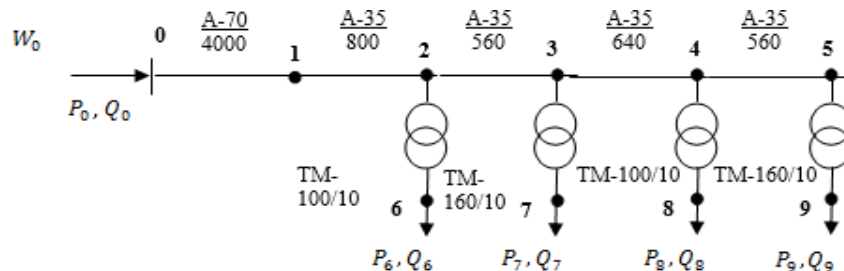 A-70 A-35 A-35 A-35 A-35
W₀ 0 4000 800 560 640 560
1 2 3 4 5
P₀ , Q₀
TM- TM- TM-100/10 TM-160/10
100/10 160/10
6 7 8 9
P₆ , Q₆ P₇ , Q₇ P₈ , Q₈ P₉ , Q₉